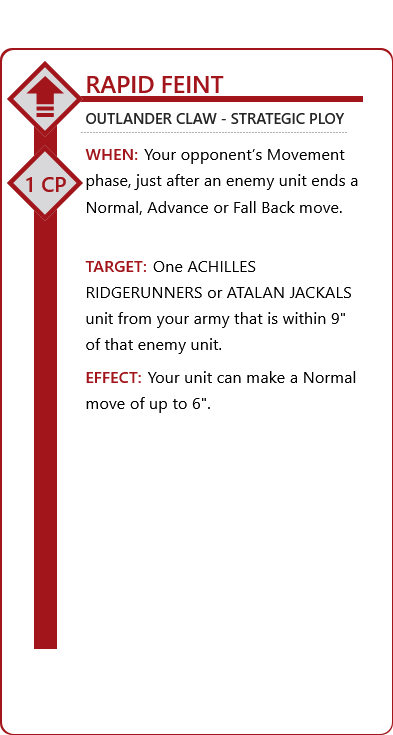 RAPID FEINT
OUTLANDER CLAW - STRATEGIC PLOY
1 CP
WHEN: Your opponent’s Movement
phase, just after an enemy unit ends a
Normal, Advance or Fall Back move.
TARGET: One ACHILLES
RIDGERUNNERS or ATALAN JACKALS
unit from your army that is within 9"
of that enemy unit.
EFFECT: Your unit can make a Normal
move of up to 6".